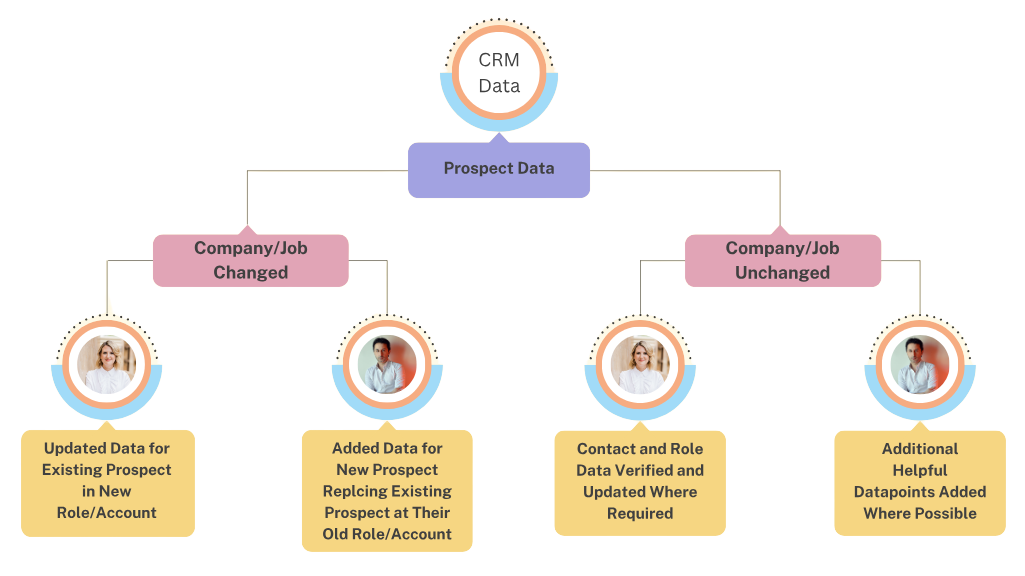 CRM
Data
Prospect Data
Company/Job
Changed
Company/Job
Unchanged
Updated Data for
Existing Prospect
in New
Role/Account
Added Data for
New Prospect
Replcing Existing
Prospect at Their
Old Role/Account
Contact and Role
Data Verified and
Updated Where
Required
Additional
Helpful
Datapoints Added
Where Possible